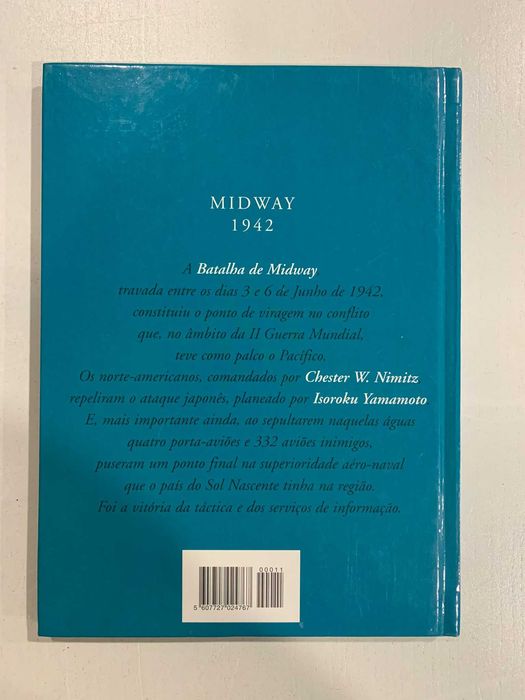 MIDWAY
1942
A Batalha de Midway
travada entre os dias 3 e 6 de Junho de 1942,
constituiu o ponto de viragem no conflito
que, no âmbito da II Guerra Mundial,
teve como palco o Pacífico.
Os norte-americanos, comandados por Chester W. Nimitz
repeliram o ataque japonês, planeado por Isoroku Yamamoto
E, mais importante ainda, ao sepultarem naquelas águas
quatro porta-aviões e 332 aviões inimigos,
puseram um ponto final na superioridade aéro-naval
que o país do Sol Nascente tinha na região.
Foi a vitória da táctica e dos serviços de informação.
00011
5 607727 024767